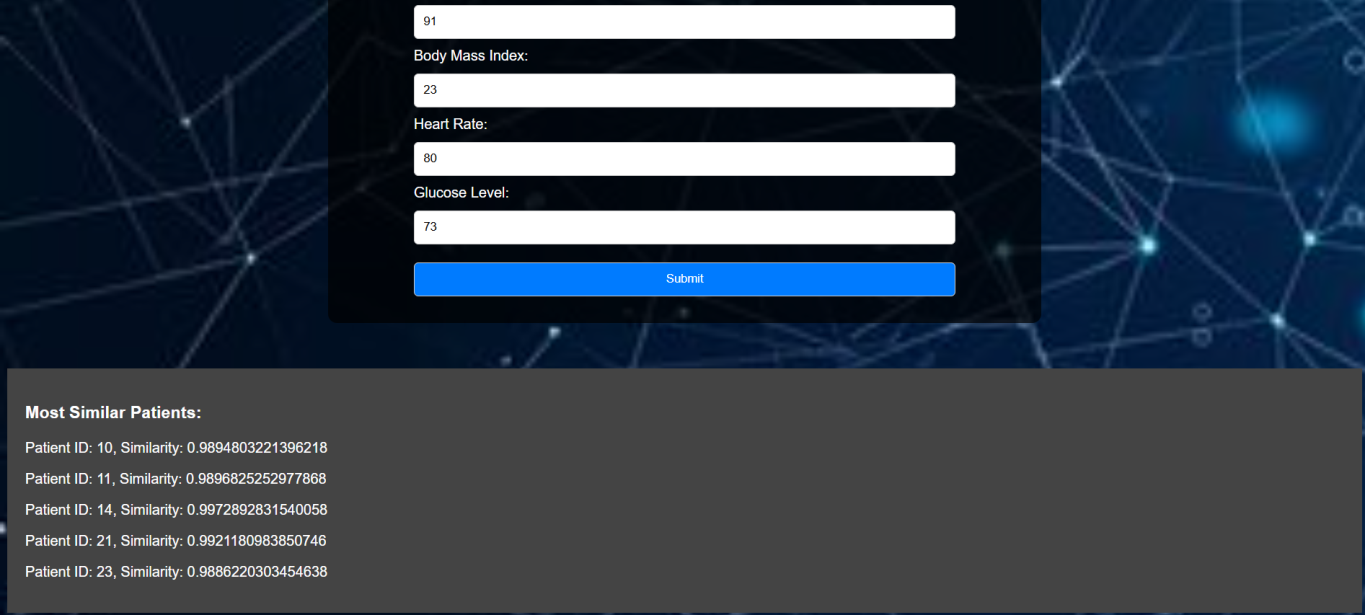 91
Body Mass Index:
23
Heart Rate:
80
Glucose Level:
73
Submit
Most Similar Patients:
Patient ID: 10, Similarity: 0.9894803221396218
Patient ID: 11, Similarity: 0.9896825252977868
Patient ID: 14, Similarity: 0.9972892831540058
Patient ID: 21, Similarity: 0.9921180983850746
Patient ID: 23, Similarity: 0.9886220303454638